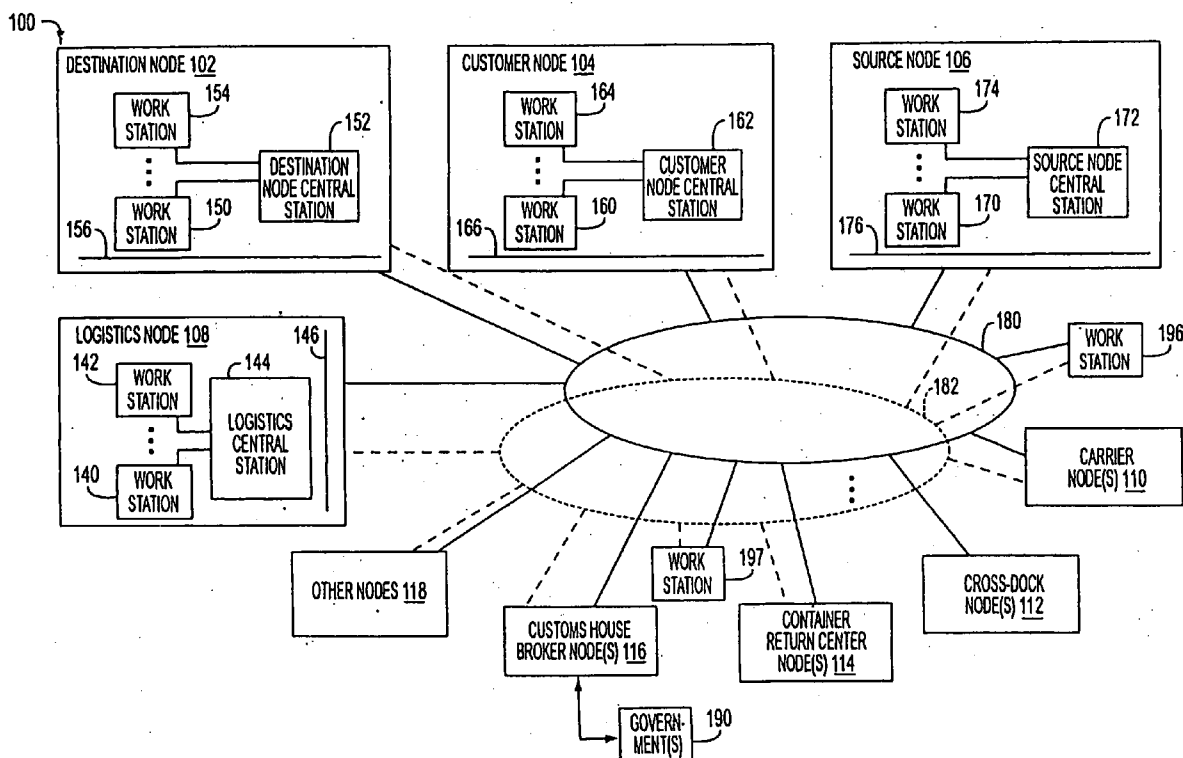 100
DESTINATION NODE 102
WORK
STATION
154
152
DESTINATION
NODE CENTRAL
STATION
WORK
STATION
150
156
CUSTOMER NODE 104
WORK
STATION
164
162
CUSTOMER
NODE CENTRAL
STATION
WORK
STATION
160
166
SOURCE NODE 106
WORK
STATION
174
172
SOURCE NODE
CENTRAL
STATION
WORK
STATION
170
176
LOGISTICS NODE 108
146
142
WORK
STATION
144
LOGISTICS
CENTRAL
STATION
140
WORK
STATION
180
182
WORK
STATION
196
CARRIER
NODE(S) 110
CROSS-DOCK
NODE(S) 112
CONTAINER
RETURN CENTER
NODE(S) 114
WORK
STATION
197
CUSTOMS HOUSE
BROKER NODE(S) 116
OTHER NODES 118
GOVERN-
MENT(S)
190